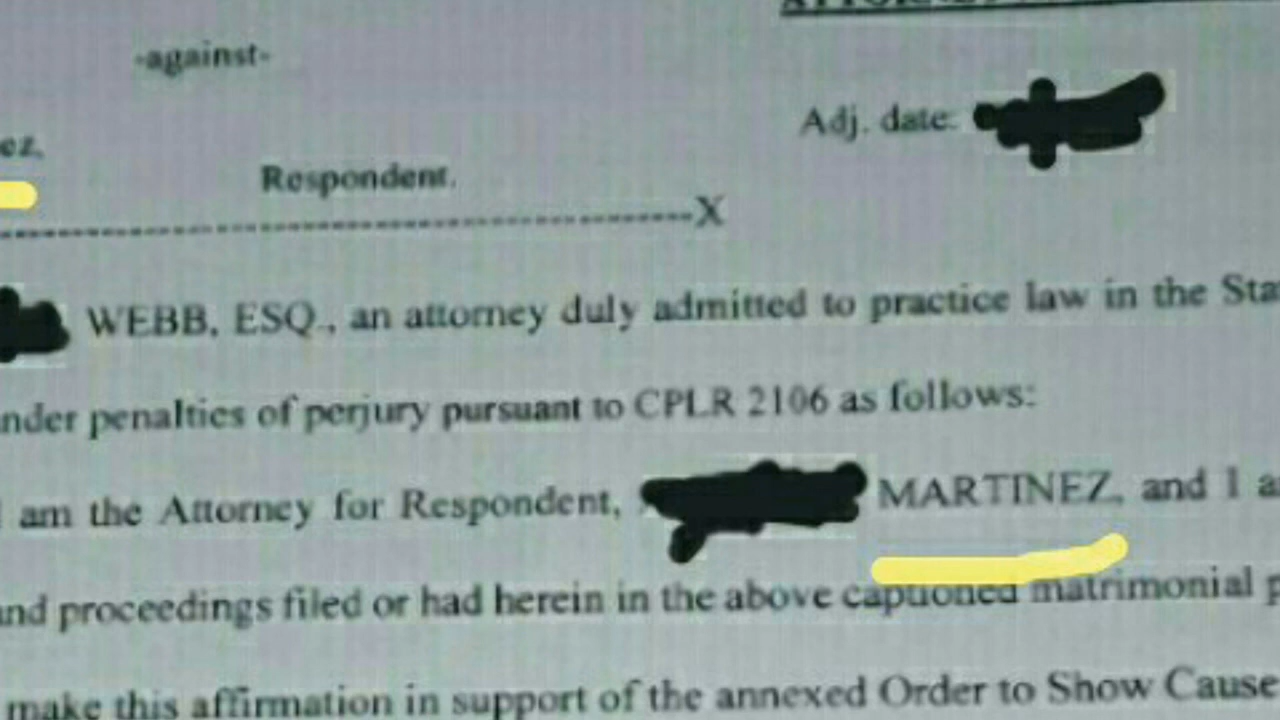 -against-
Adj. date:
ez,
Respondent.
-----------------------------------------------X
WEBB, ESQ., an attorney duly admitted to practice law in the Sta
nder penalties of perjury pursuant to CPLR 2106 as follows:
I am the Attorney for Respondent, MARTINEZ, and I a
nd proceedings filed or had herein in the above captioned matrimonial p
make this affirmation in support of the annexed Order to Show Cause